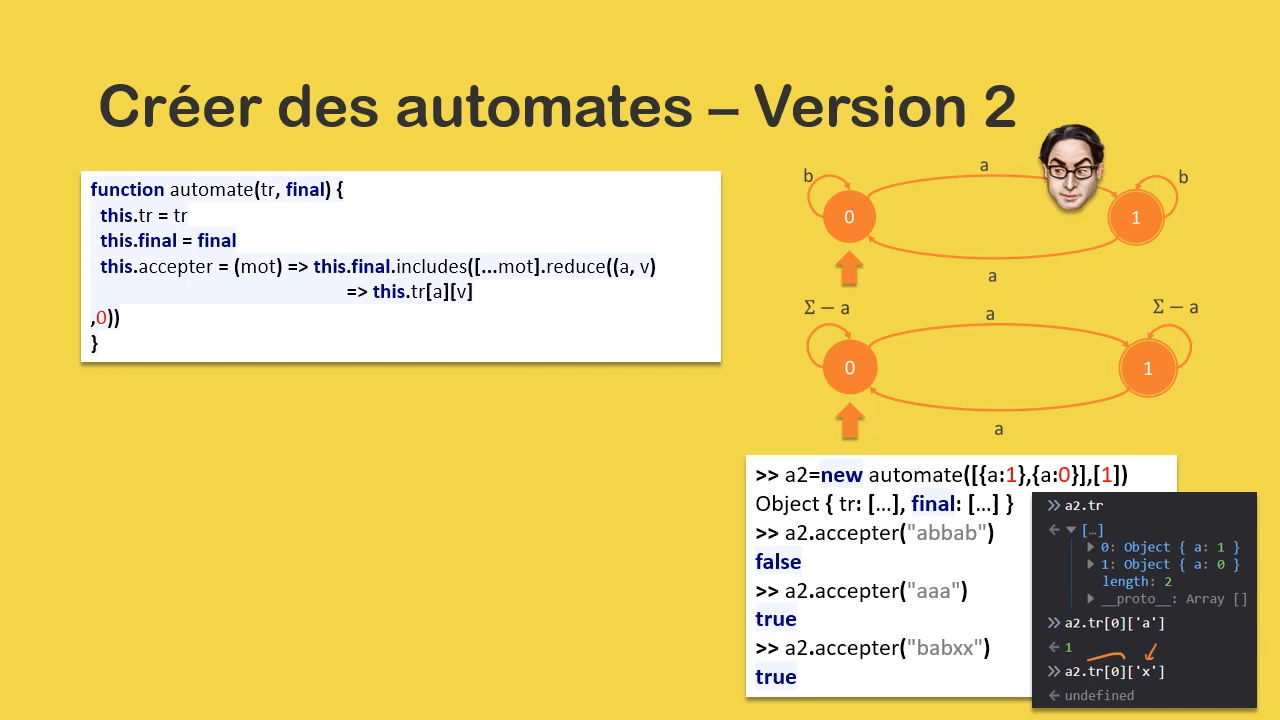 Créer des automates – Version 2
function automate(tr, final) {
this.tr = tr
this.final = final
this.accepter = (mot) => this.final.includes([...mot].reduce((a, v)
=> this.tr[a][v]
,0))
}
b
a
b
0
1
a
Σ − a
a
Σ − a
0
1
a
>> a2=new automate([{a:1},{a:0}],[1])
Object { tr: […], final: […] }
>> a2.accepter("abbab")
false
>> a2.accepter("aaa")
true
>> a2.accepter("babxx")
true
>> a2.tr
[…]
0: Object { a: 1 }
1: Object { a: 0 }
length: 2
__proto__: Array []
>> a2.tr[0]['a']
1
>> a2.tr[0]['x']
undefined